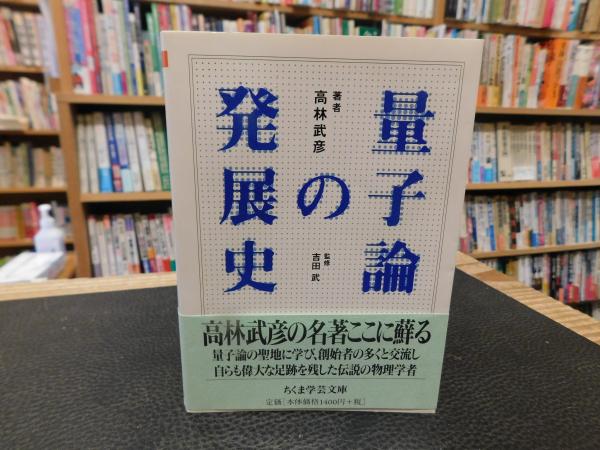 量子論
の
発展史
著者
高林武彦
監修
吉田 武
高林武彦の名著ここに蘇る
量子論の聖地に学び、創始者の多くと交流し
自らも偉大な足跡を残した伝説の物理学者
ちくま学芸文庫
定価[本体価格1400円+税]